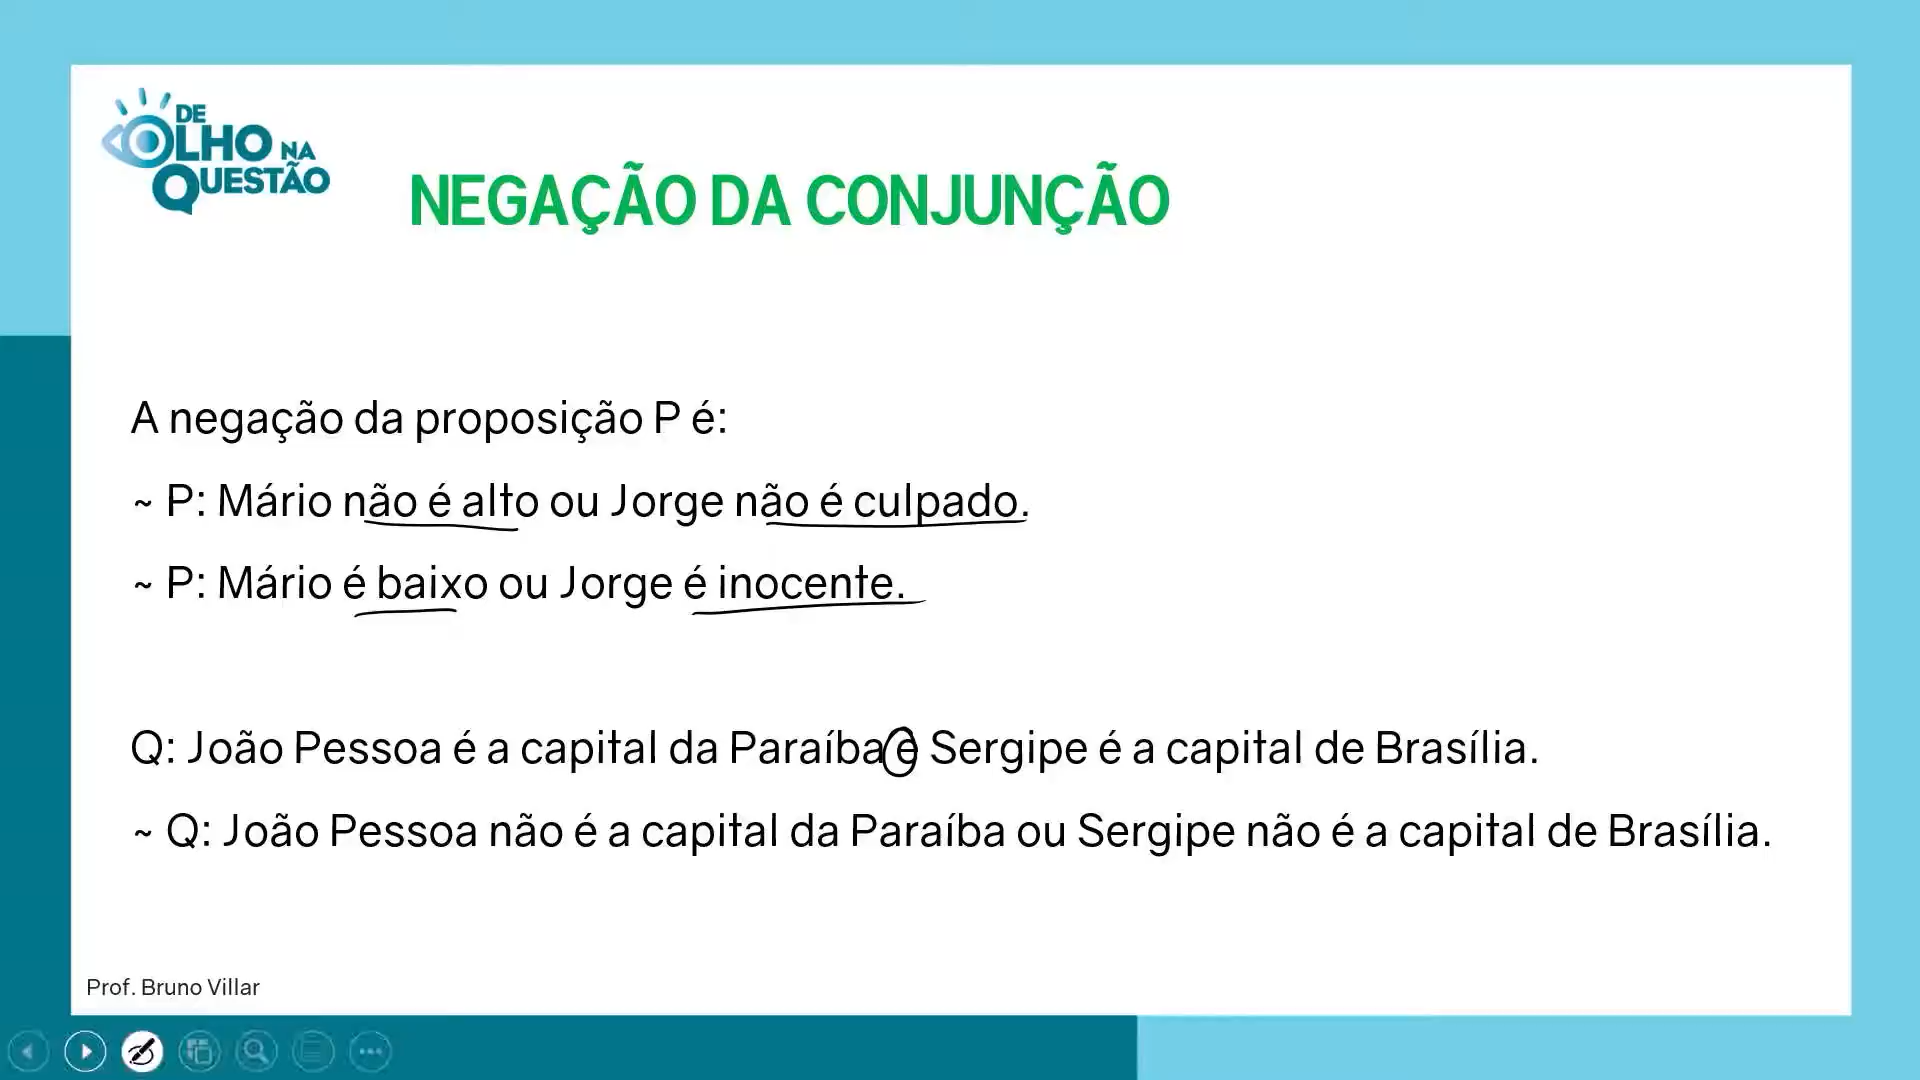 DE
OLHO NA
QUESTÃO
NEGAÇÃO DA CONJUNÇÃO
A negação da proposição P é:
~ P: Mário não é alto ou Jorge não é culpado.
~ P: Mário é baixo ou Jorge é inocente.
Q: João Pessoa é a capital da Paraíba e Sergipe é a capital de Brasília.
~ Q: João Pessoa não é a capital da Paraíba ou Sergipe não é a capital de Brasília.
Prof. Bruno Villar